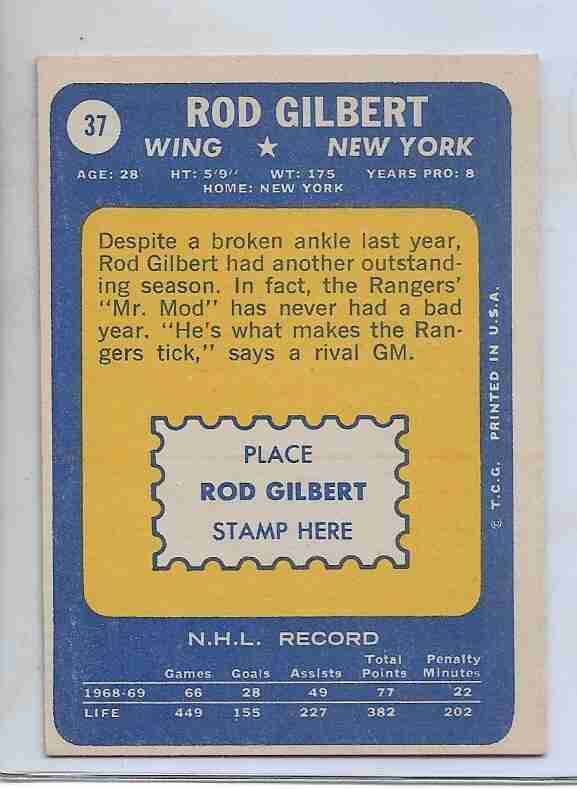 37
ROD GILBERT
WING ★ NEW YORK
AGE: 28 HT: 5'9" WT: 175 YEARS PRO: 8
HOME: NEW YORK
Despite a broken ankle last year,
Rod Gilbert had another outstand-
ing season. In fact, the Rangers'
"Mr. Mod" has never had a bad
year. "He's what makes the Ran-
gers tick," says a rival GM.
PLACE
ROD GILBERT
STAMP HERE
© T.C.G. PRINTED IN U.S.A.
N.H.L. RECORD
Games Goals Assists Total Points Penalty Minutes
1968-69 66 28 49 77 22
LIFE 449 155 227 382 202